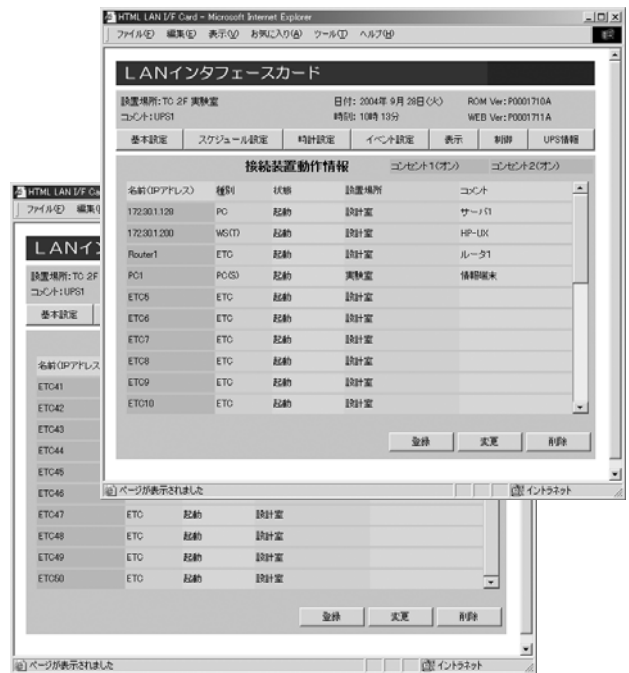 HTML LAN I/F Card - Microsoft Internet Explorer
ファイル(F) 編集(E) 表示(V) お気に入り(A) ツール(T) ヘルプ(H)
LANインタフェースカード
設置場所:TC 2F 実験室 日付: 2004年 9月 28日(火) ROM Ver:P0001710A
コメント:UPS1 時刻: 10時 13分 WEB Ver:P0001711A
基本設定 スケジュール設定 時計設定 イベント設定 表示 制御 UPS情報
接続装置動作情報 コンセント1(オン) コンセント2(オン)
名前(IPアドレス) 種別 状態 設置場所 コメント
172.30.1.129 PC 起動 設計室 サーバ1
172.30.1.200 WS(T) 起動 設計室 HP-UX
Router1 ETC 起動 設計室 ルータ1
PC1 PC(S) 起動 実験室 情報端末
ETC5 ETC 起動 設計室
ETC6 ETC 起動 設計室
ETC7 ETC 起動 設計室
ETC8 ETC 起動 設計室
ETC9 ETC 起動 設計室
ETC10 ETC 起動 設計室
登録 変更 削除
ページが表示されました イントラネット
HTML LAN I/F Ca
ファイル(F) 編集(
LANイ
設置場所:TC 2F
コメント:UPS1
基本設定
名前(IPアドレス
ETC41
ETC42
ETC43
ETC44
ETC45
ETC46
ETC47 ETC 起動 設計室
ETC48 ETC 起動 設計室
ETC49 ETC 起動 設計室
ETC50 ETC 起動 設計室
登録 変更 削除
ページが表示されました イントラネット